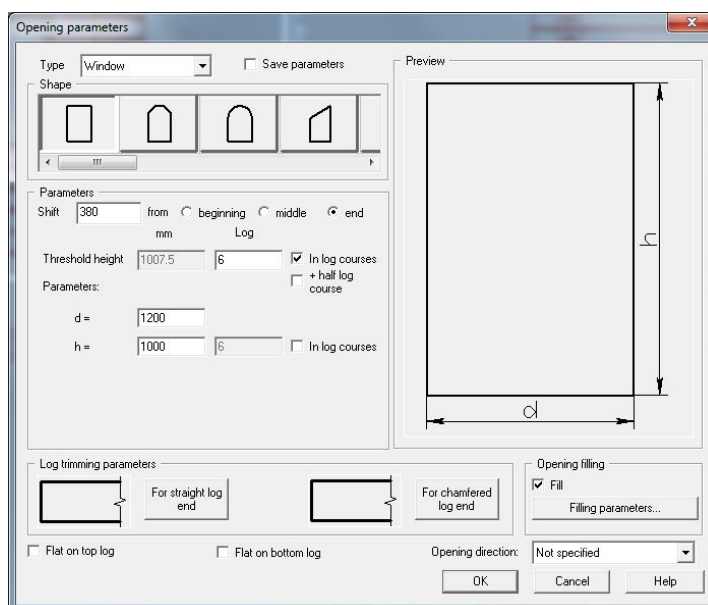 Opening parameters
Type Window Save parameters
Shape
Preview
Parameters
Shift 380 from beginning middle end
mm Log
Threshold height 1007.5 6 In log courses
+ half log
course
Parameters:
d = 1200
h = 1000 6 In log courses
h
d
Log trimming parameters
For straight log
end
For chamfered
log end
Opening filling
Fill
Filling parameters...
Flat on top log Flat on bottom log Opening direction: Not specified
OK Cancel Help